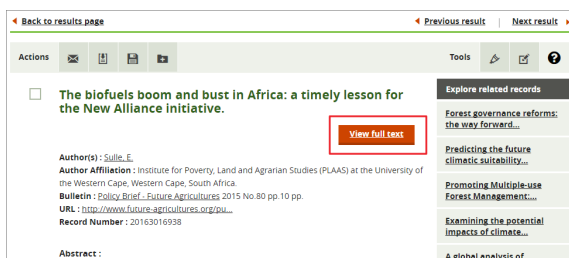 Back to results page
Previous result | Next result
Actions
Tools
The biofuels boom and bust in Africa: a timely lesson for
the New Alliance initiative.
View full text
Author(s) : Sulle, E.
Author Affiliation : Institute for Poverty, Land and Agrarian Studies (PLAAS) at the University of
the Western Cape, Western Cape, South Africa.
Bulletin : Policy Brief - Future Agricultures 2015 No.80 pp.10 pp.
URL : http://www.future-agricultures.org/pu...
Record Number : 20163016938
Abstract :
Explore related records
Forest governance reforms:
the way forward...
Predicting the future
climatic suitability...
Promoting Multiple-use
Forest Management:...
Examining the potential
impacts of climate...
A global analysis of